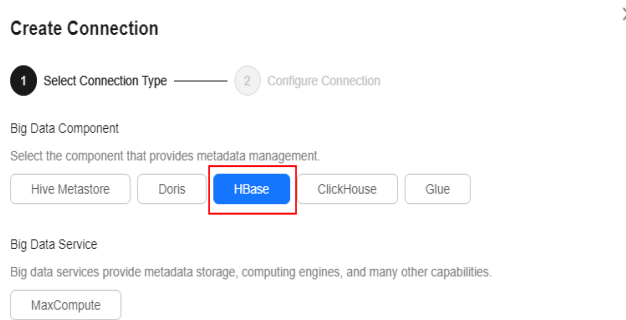 Create Connection
1 Select Connection Type 2 Configure Connection
Big Data Component
Select the component that provides metadata management.
Hive Metastore Doris HBase ClickHouse Glue
Big Data Service
Big data services provide metadata storage, computing engines, and many other capabilities.
MaxCompute